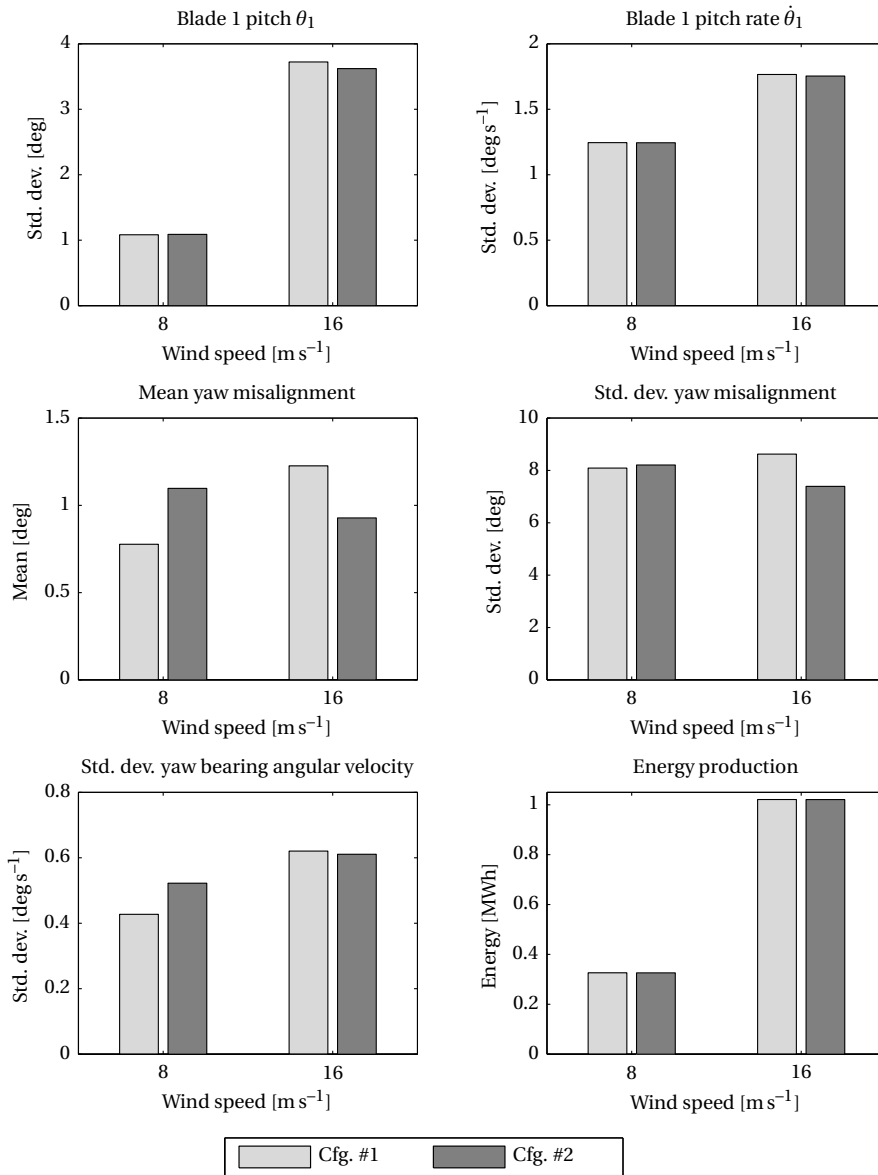 Blade 1 pitch θ₁
Std. dev. [deg]
4
3
2
1
0
8
16
Wind speed [m s⁻¹]
Blade 1 pitch rate θ̇₁
Std. dev. [deg s⁻¹]
2
1.5
1
0.5
0
8
16
Wind speed [m s⁻¹]
Mean yaw misalignment
Mean [deg]
1.5
1
0.5
0
8
16
Wind speed [m s⁻¹]
Std. dev. yaw misalignment
Std. dev. [deg]
10
8
6
4
2
0
8
16
Wind speed [m s⁻¹]
Std. dev. yaw bearing angular velocity
Std. dev. [deg s⁻¹]
0.8
0.6
0.4
0.2
0
8
16
Wind speed [m s⁻¹]
Energy production
Energy [MWh]
1
0.8
0.6
0.4
0.2
0
8
16
Wind speed [m s⁻¹]
Cfg. #1
Cfg. #2